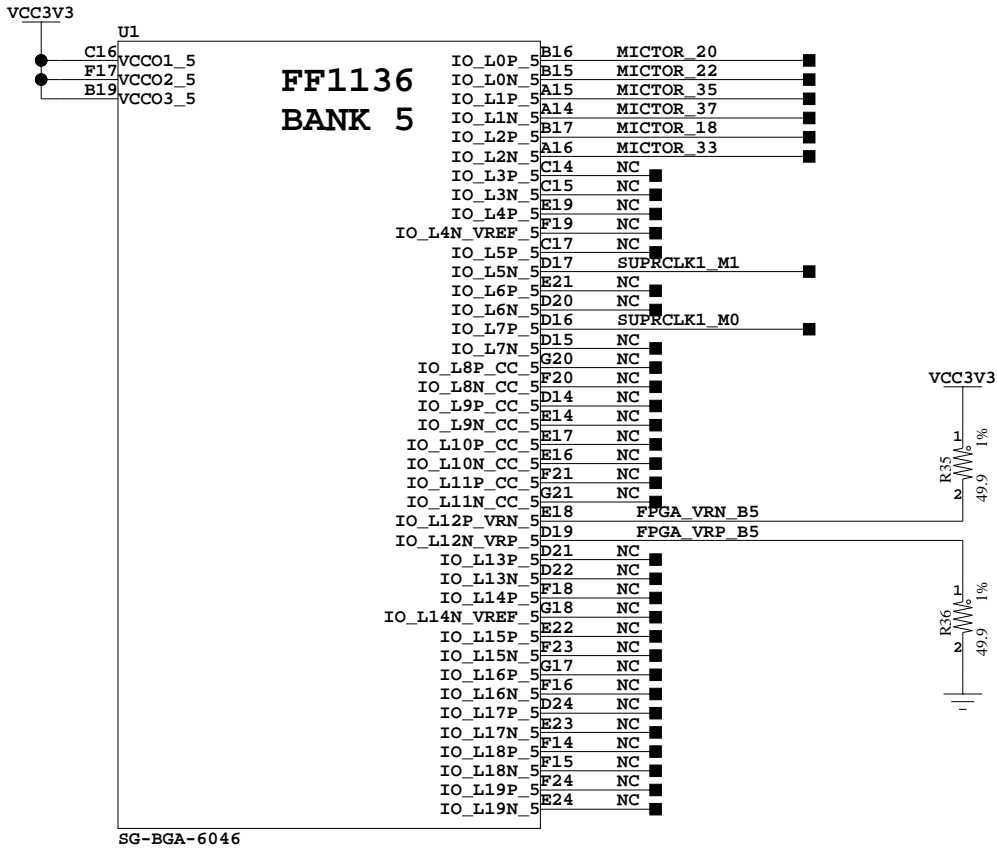 VCC3V3
U1
C16 VCCO1_5
F17 VCCO2_5
B19 VCCO3_5
FF1136
BANK 5
IO_L0P_5 B16 MICTOR_20
IO_L0N_5 B15 MICTOR_22
IO_L1P_5 A15 MICTOR_35
IO_L1N_5 A14 MICTOR_37
IO_L2P_5 B17 MICTOR_18
IO_L2N_5 A16 MICTOR_33
IO_L3P_5 C14 NC
IO_L3N_5 C15 NC
IO_L4P_5 E19 NC
IO_L4N_VREF_5 F19 NC
IO_L5P_5 C17 NC
IO_L5N_5 D17 SUPRCLK1_M1
IO_L6P_5 E21 NC
IO_L6N_5 D20 NC
IO_L7P_5 D16 SUPRCLK1_M0
IO_L7N_5 D15 NC
IO_L8P_CC_5 G20 NC
IO_L8N_CC_5 F20 NC
IO_L9P_CC_5 D14 NC
IO_L9N_CC_5 E14 NC
IO_L10P_CC_5 E17 NC
IO_L10N_CC_5 E16 NC
IO_L11P_CC_5 F21 NC
IO_L11N_CC_5 G21 NC
IO_L12P_VRN_5 E18 FPGA_VRN_B5
IO_L12N_VRP_5 D19 FPGA_VRP_B5
IO_L13P_5 D21 NC
IO_L13N_5 D22 NC
IO_L14P_5 F18 NC
IO_L14N_VREF_5 G18 NC
IO_L15P_5 E22 NC
IO_L15N_5 F23 NC
IO_L16P_5 G17 NC
IO_L16N_5 F16 NC
IO_L17P_5 D24 NC
IO_L17N_5 E23 NC
IO_L18P_5 F14 NC
IO_L18N_5 F15 NC
IO_L19P_5 F24 NC
IO_L19N_5 E24 NC
SG-BGA-6046
VCC3V3
1 1%
R35
2 49.9
1 1%
R36
2 49.9